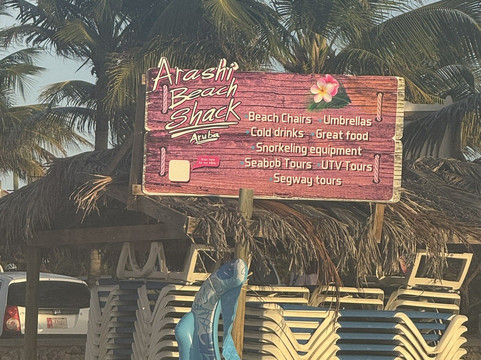 Arashi
Beach
Shack
Aruba
Beach Chairs Umbrellas
Cold drinks Great food
Snorkeling equipment
Seabob Tours UTV Tours
Segway tours